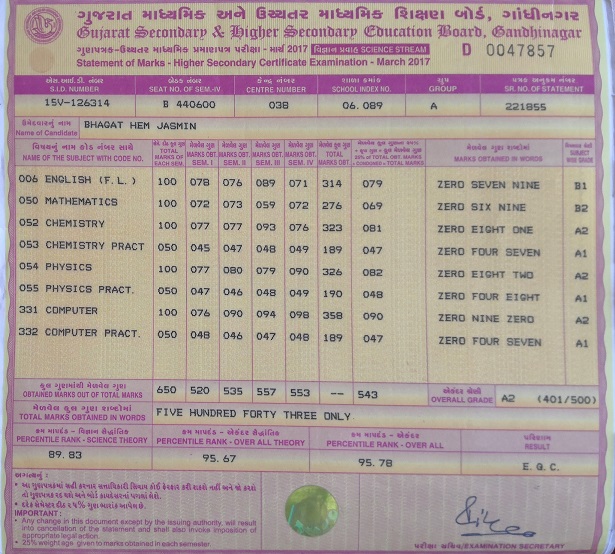 ગુજરાત માધ્યમિક અને ઉચ્ચતર માધ્યમિક શિક્ષણ બોર્ડ, ગાંધીનગર
Gujarat Secondary & Higher Secondary Education Board, Gandhinagar
ગુણપત્રક-ઉચ્ચતર માધ્યમિક પ્રમાણપત્ર પરીક્ષા - માર્ચ 2017 વિજ્ઞાન પ્રવાહ SCIENCE STREAM D 0047857
Statement of Marks - Higher Secondary Certificate Examination - March 2017
એસ.આઈ.ડી. નંબર બેઠક નંબર કેન્દ્ર નંબર શાળા ક્રમાંક ગ્રુપ પત્રક અનુક્રમ નંબર
S.I.D. NUMBER SEAT NO. OF SEM.-IV CENTRE NUMBER SCHOOL INDEX NO. GROUP SR.NO. OF STATEMENT
15V-126314 B 440600 038 06.089 A 221855
ઉમેદવારનું નામ
Name of Candidate BHAGAT HEM JASMIN
વિષયનું નામ કોડ નંબર સાથે
NAME OF THE SUBJECT WITH CODE NO. TOTAL MARKS OF EACH SEM. MARKS OBT. SEM. I MARKS OBT. SEM. II MARKS OBT. SEM. III MARKS OBT. SEM. IV TOTAL MARKS OBT. MARKS OBTAINED IN WORDS SUBJECT WISE GRADE
006 ENGLISH (F.L.) 100 078 076 089 071 314 079 ZERO SEVEN NINE B1
050 MATHEMATICS 100 072 073 059 072 276 069 ZERO SIX NINE B2
052 CHEMISTRY 100 077 077 093 076 323 081 ZERO EIGHT ONE A2
053 CHEMISTRY PRACT 050 045 047 048 049 189 047 ZERO FOUR SEVEN A1
054 PHYSICS 100 077 080 079 090 326 082 ZERO EIGHT TWO A2
055 PHYSICS PRACT. 050 047 046 048 049 190 048 ZERO FOUR EIGHT A1
331 COMPUTER 100 076 090 094 098 358 090 ZERO NINE ZERO A2
332 COMPUTER PRACT. 050 048 046 047 048 189 047 ZERO FOUR SEVEN A1
કુલ ગુણમાંથી મેળવેલ ગુણ
OBTAINED MARKS OUT OF TOTAL MARKS 650 520 535 557 553 -- 543 OVERALL GRADE A2 (401/500)
મેળવેલ કુલ ગુણ શબ્દોમાં
TOTAL MARKS OBTAINED IN WORDS FIVE HUNDRED FORTY THREE ONLY
PERCENTILE RANK - SCIENCE THEORY PERCENTILE RANK - OVER ALL THEORY PERCENTILE RANK - OVER ALL RESULT
89.83 95.67 95.78 E.Q.C.
અગત્યનું :
IMPORTANT :
• Any change in this document except by the issuing authority, will result
into cancellation of the statement and shall also invoke imposition of
appropriate legal action.
• 25% weight age given to marks obtained in each semester.
પરીક્ષા સચિવ/EXAMINATION SECRETARY